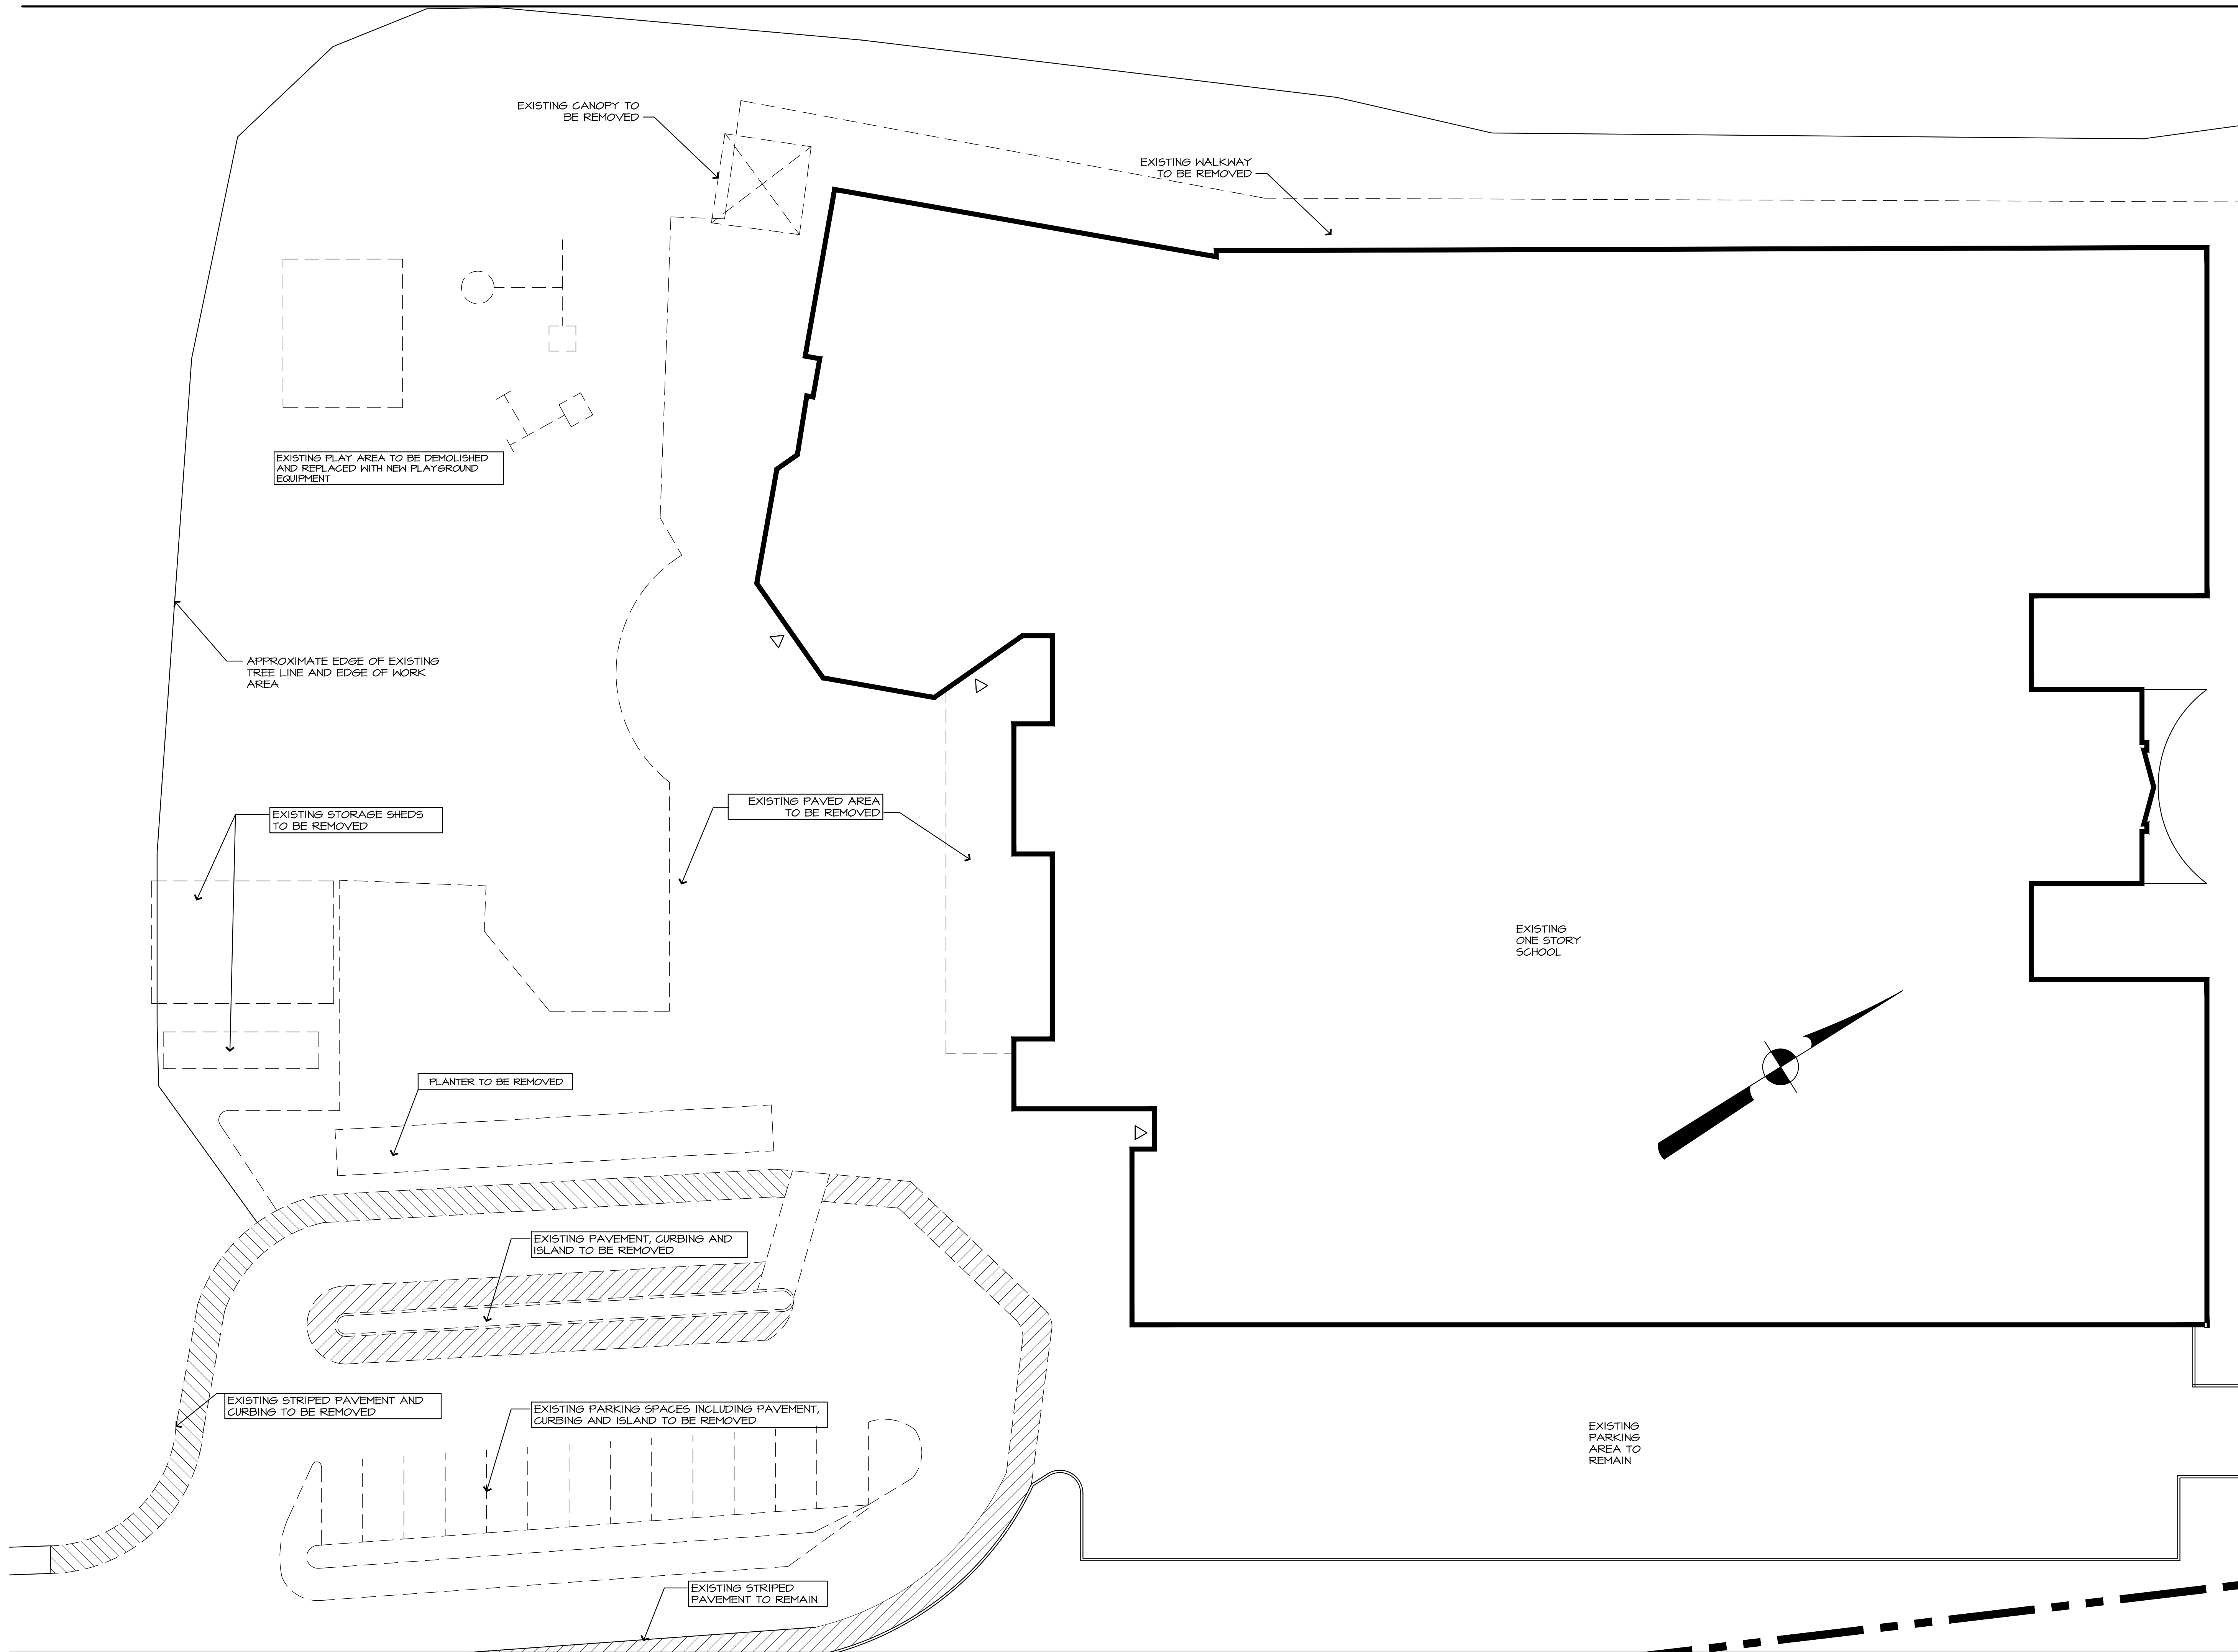 EXISTING CANOPY TO
BE REMOVED
EXISTING WALKWAY
TO BE REMOVED
EXISTING PLAY AREA TO BE DEMOLISHED
AND REPLACED WITH NEW PLAYGROUND
EQUIPMENT
APPROXIMATE EDGE OF EXISTING
TREE LINE AND EDGE OF WORK
AREA
EXISTING PAVED AREA
TO BE REMOVED
EXISTING STORAGE SHEDS
TO BE REMOVED
EXISTING
ONE STORY
SCHOOL
PLANTER TO BE REMOVED
EXISTING PAVEMENT, CURBING AND
ISLAND TO BE REMOVED
EXISTING STRIPED PAVEMENT AND
CURBING TO BE REMOVED
EXISTING PARKING SPACES INCLUDING PAVEMENT,
CURBING AND ISLAND TO BE REMOVED
EXISTING
PARKING
AREA TO
REMAIN
EXISTING STRIPED
PAVEMENT TO REMAIN